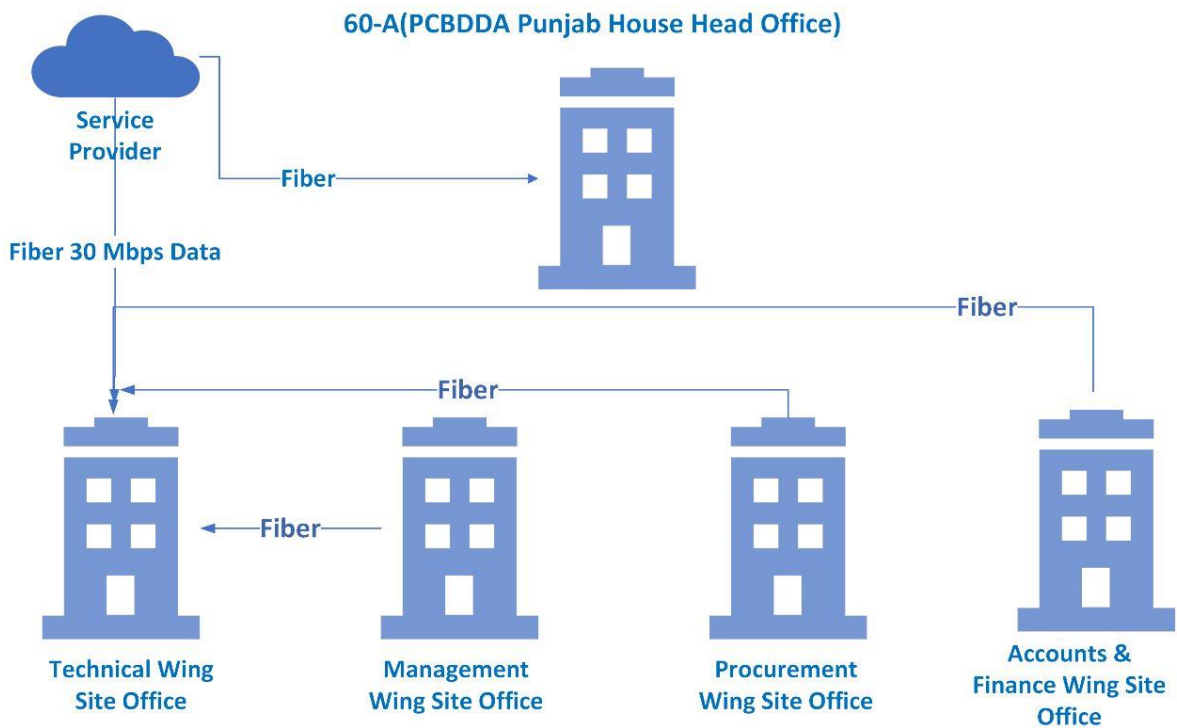 60-A(PCBDDA Punjab House Head Office)
Service
Provider
Fiber
Fiber 30 Mbps Data
Fiber
Fiber
Fiber
Technical Wing
Site Office
Management
Wing Site Office
Procurement
Wing Site Office
Accounts &
Finance Wing Site
Office